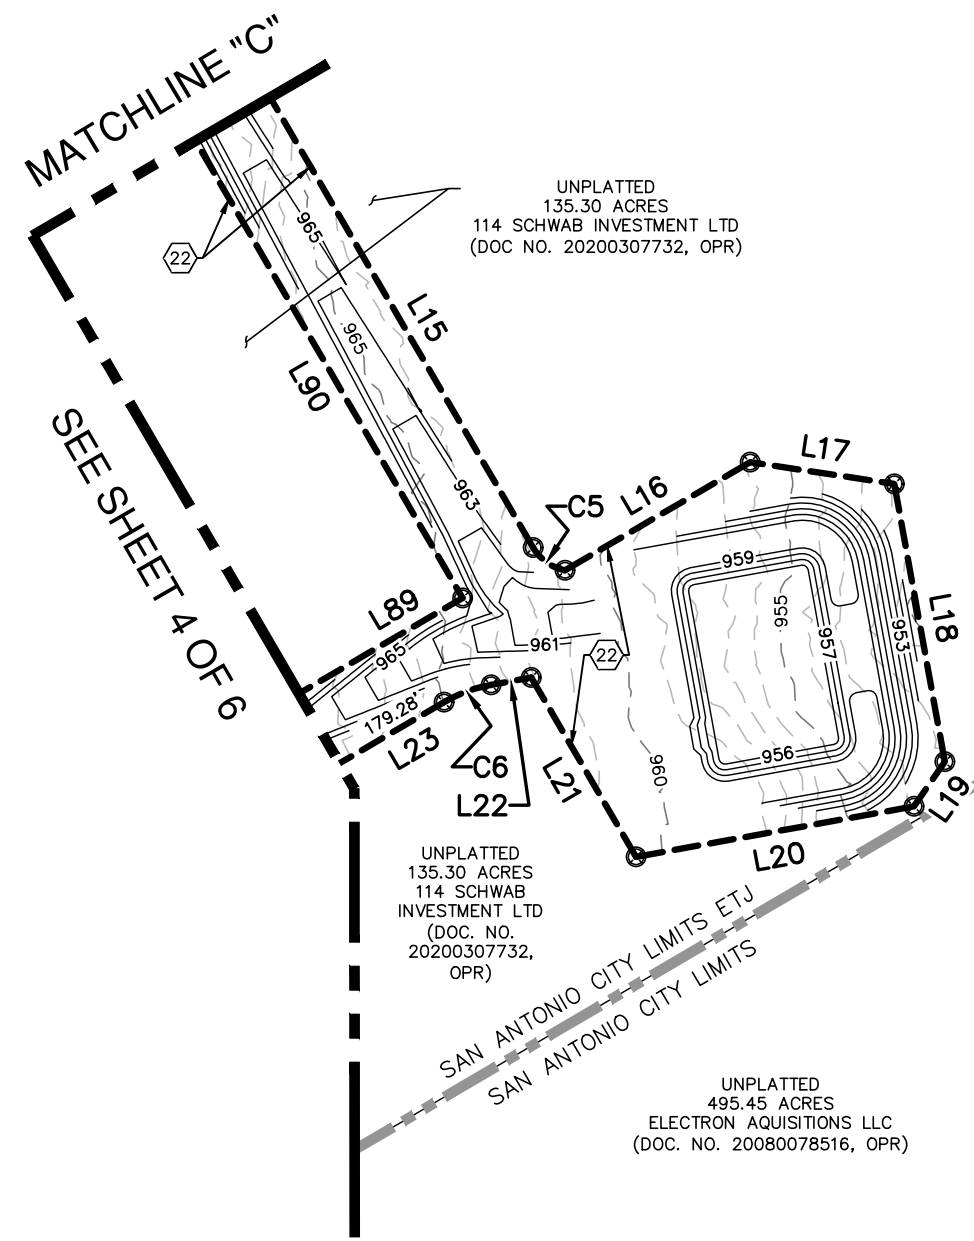 MATCHLINE "C"
UNPLATTED
135.30 ACRES
114 SCHWAB INVESTMENT LTD
(DOC NO. 20200307732, OPR)
965
22
L15
965
L90
SEE SHEET 4 OF 6
L17
L16
963
C5
959
L89
955
957
953
L18
965
961
22
179.28'
L23
C6
L22
L21
960
956
L19
L20
UNPLATTED
135.30 ACRES
114 SCHWAB
INVESTMENT LTD
(DOC. NO.
20200307732,
OPR)
SAN ANTONIO CITY LIMITS ETJ
SAN ANTONIO CITY LIMITS
UNPLATTED
495.45 ACRES
ELECTRON AQUISITIONS LLC
(DOC. NO. 20080078516, OPR)